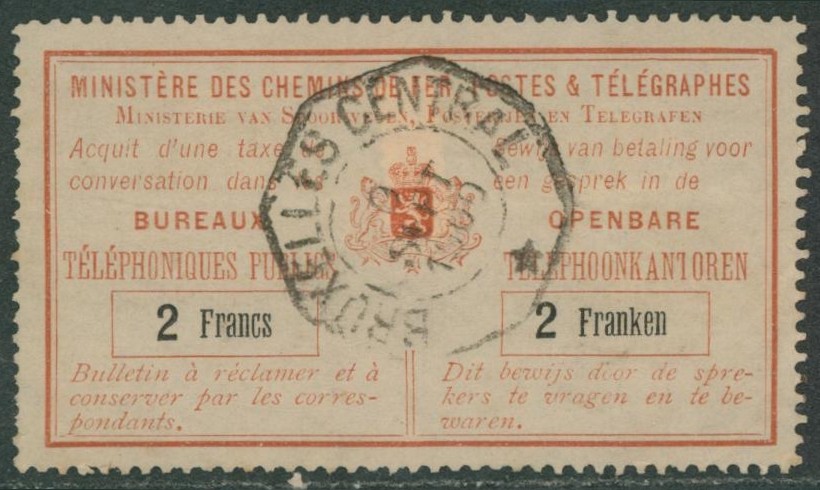 MINISTÈRE DES CHEMINS DE FER, POSTES & TÉLÉGRAPHES
MINISTERIE VAN SPOORWEGEN, POSTERIJEN EN TELEGRAFEN
Acquit d'une taxe de
conversation dans les
BUREAUX
TÉLÉPHONIQUES PUBLICS
2 Francs
Bulletin à réclamer et à
conserver par les corres-
pondants.
Bewijs van betaling voor
een gesprek in de
OPENBARE
TELEPHOONKANTOREN
2 Franken
Dit bewijs door de spre-
kers te vragen en te be-
waren.
BRUXELLES CENTRAL